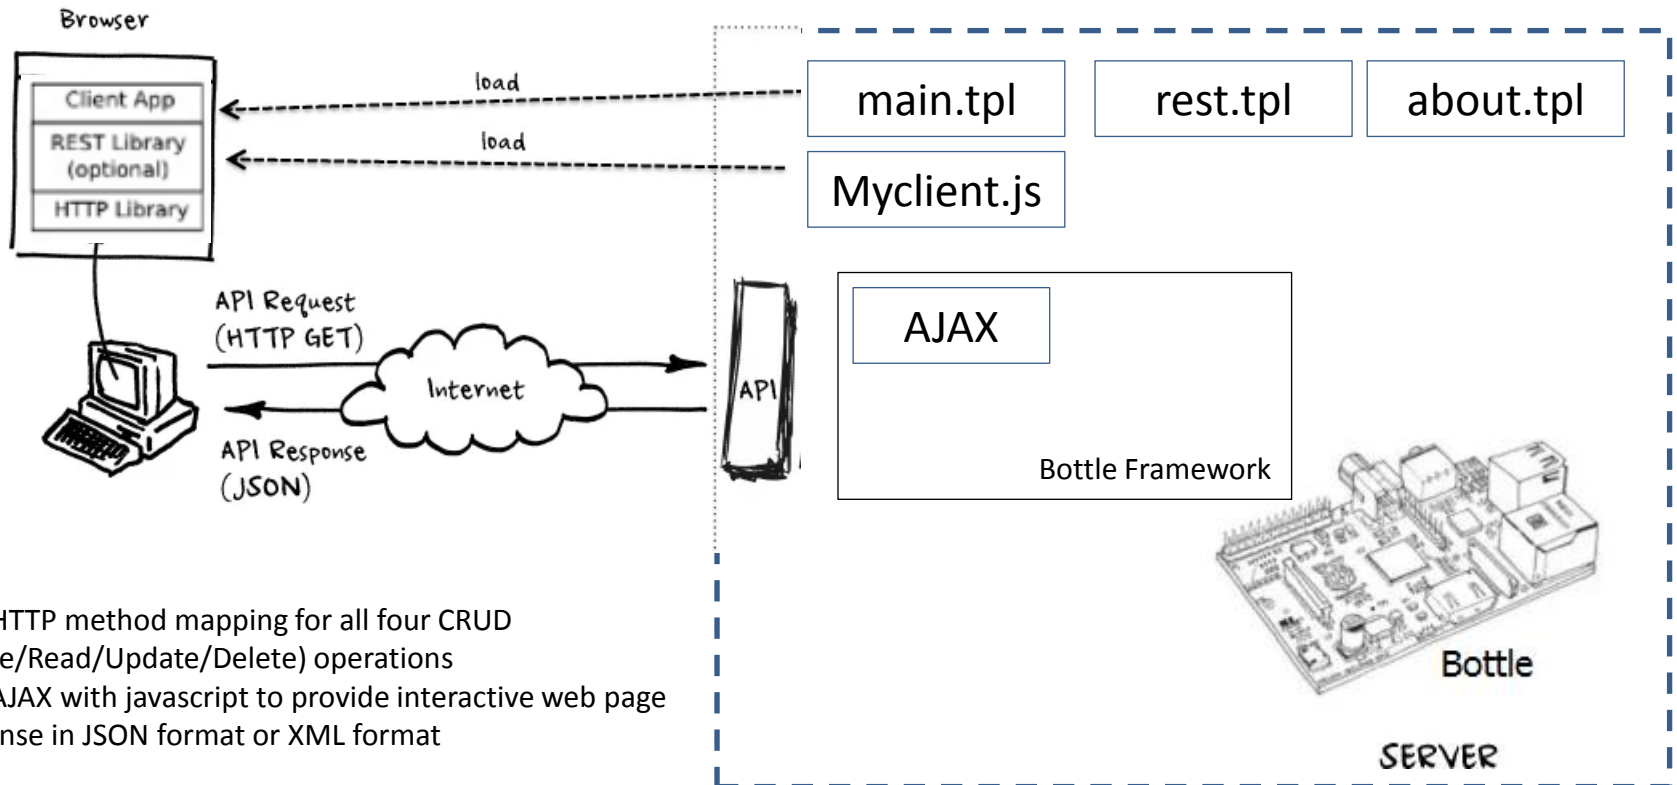 Browser
Client App
REST Library
(optional)
HTTP Library
load
load
main.tpl
rest.tpl
about.tpl
Myclient.js
API Request
(HTTP GET)
Internet
API Response
(JSON)
API
AJAX
Bottle Framework
Bottle
SERVER
HTTP method mapping for all four CRUD
e/Read/Update/Delete) operations
AJAX with javascript to provide interactive web page
nse in JSON format or XML format